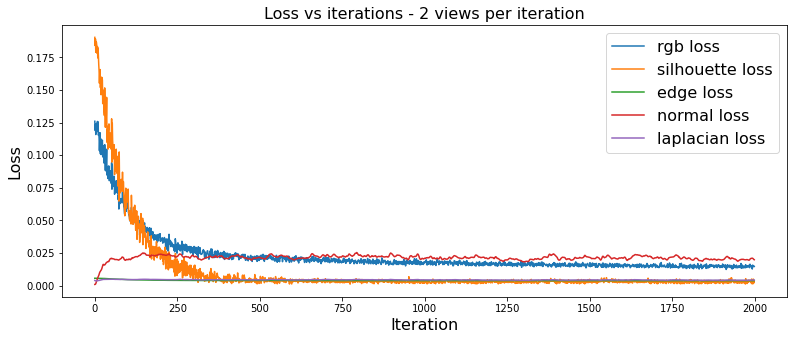 Loss vs iterations - 2 views per iteration
rgb loss
silhouette loss
edge loss
normal loss
laplacian loss
Loss
0.175
0.150
0.125
0.100
0.075
0.050
0.025
0.000
0
250
500
750
1000
1250
1500
1750
2000
Iteration